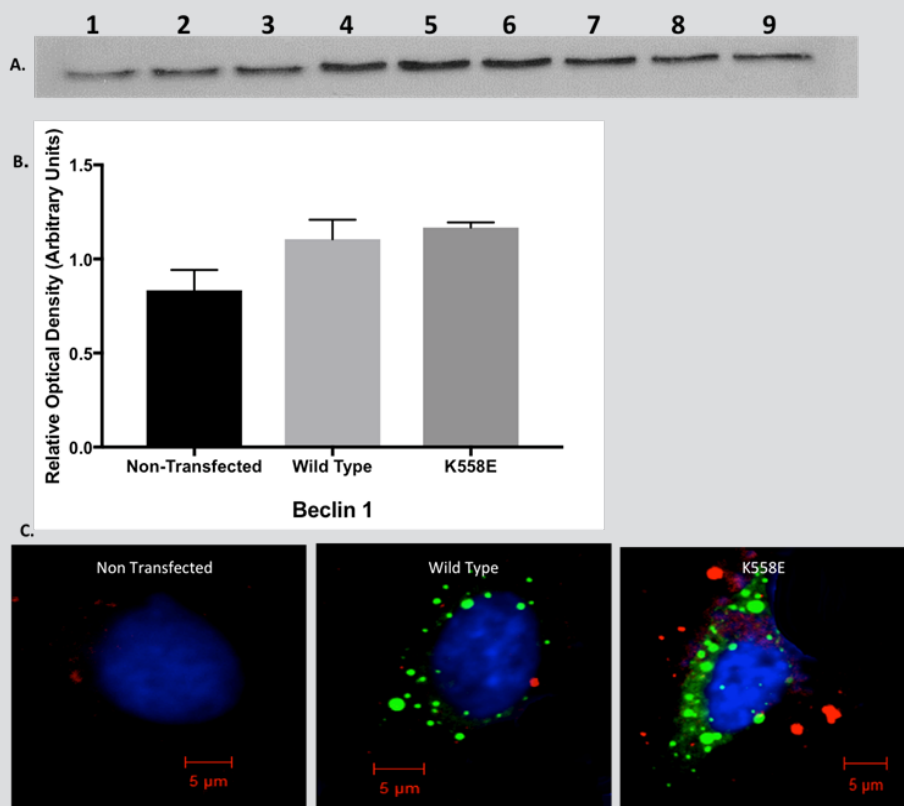 1 2 3 4 5 6 7 8 9
A.
B.
Relative Optical Density (Arbitrary Units)
1.5
1.0
0.5
0.0
Non-Transfected Wild Type K558E
Beclin 1
C.
Non Transfected Wild Type K558E
5 µm 5 µm 5 µm